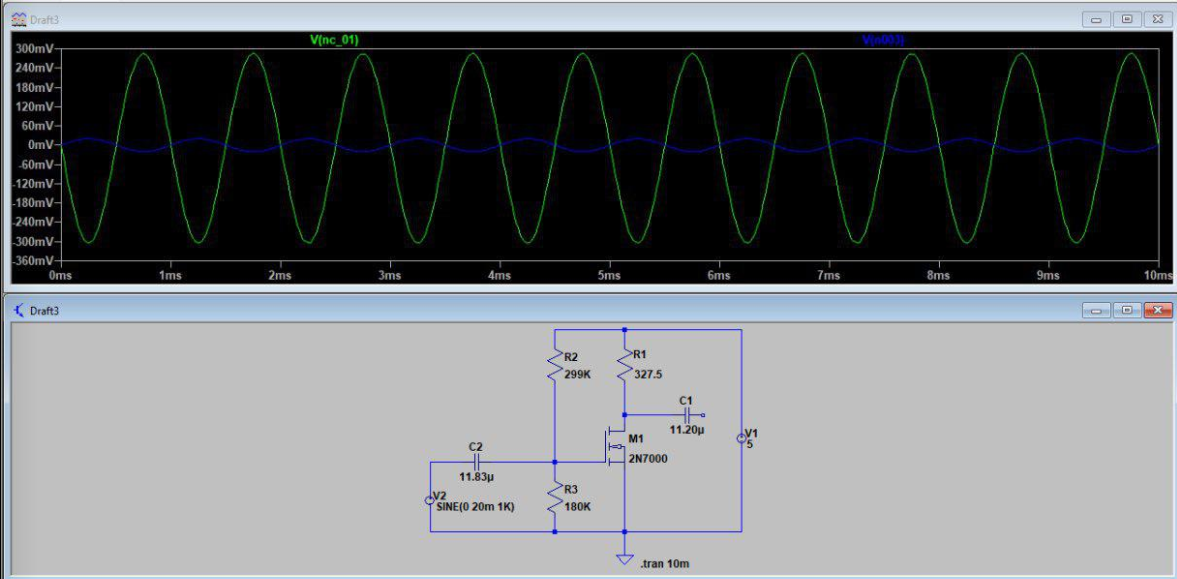 Draft3
V(nc_01) V(n003)
300mV
240mV
180mV
120mV
60mV
0mV
-60mV
-120mV
-180mV
-240mV
-300mV
-360mV
0ms 1ms 2ms 3ms 4ms 5ms 6ms 7ms 8ms 9ms 10ms
Draft3
R2
299K
R1
327.5
C1
11.20µ
M1
2N7000
V1
5
C2
11.83µ
V2
SINE(0 20m 1K)
R3
180K
.tran 10m